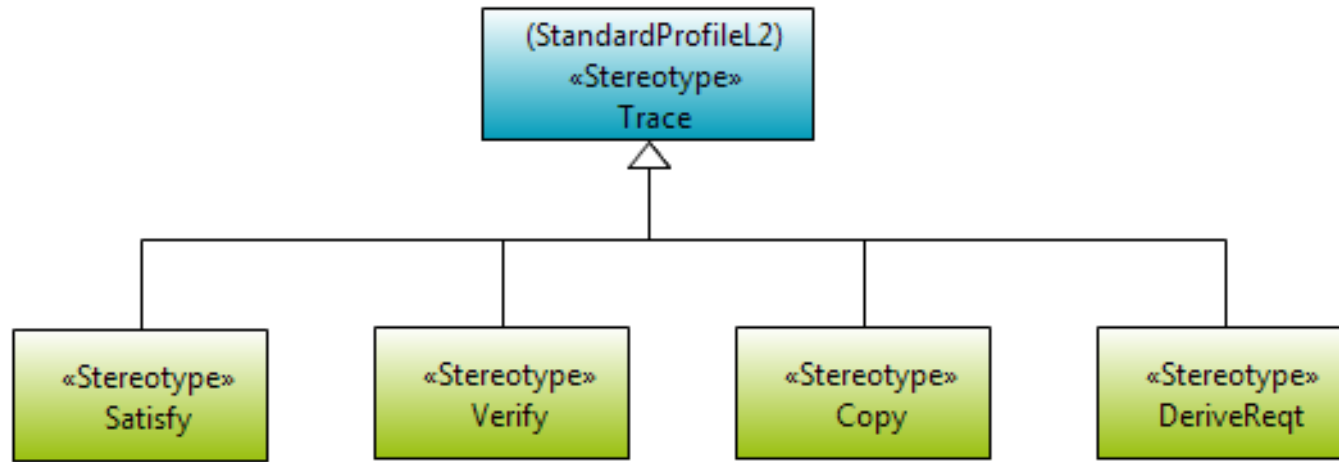 (StandardProfileL2)
«Stereotype»
Trace
«Stereotype»
Satisfy
«Stereotype»
Verify
«Stereotype»
Copy
«Stereotype»
DeriveReqt